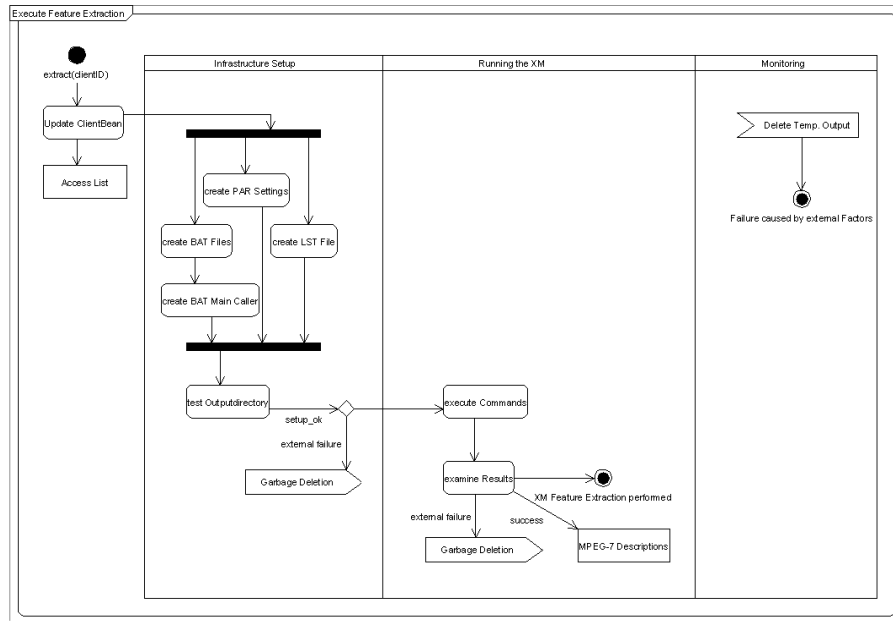 Execute Feature Extraction
extract(clientID)
Update ClientBean
Access List
Infrastructure Setup
Running the XM
Monitoring
create PAR Settings
create BAT Files
create LST File
create BAT Main Caller
test Outputdirectory
setup_ok
external failure
Garbage Deletion
execute Commands
examine Results
XM Feature Extraction performed
external failure
success
Garbage Deletion
MPEG-7 Descriptions
Delete Temp. Output
Failure caused by external Factors